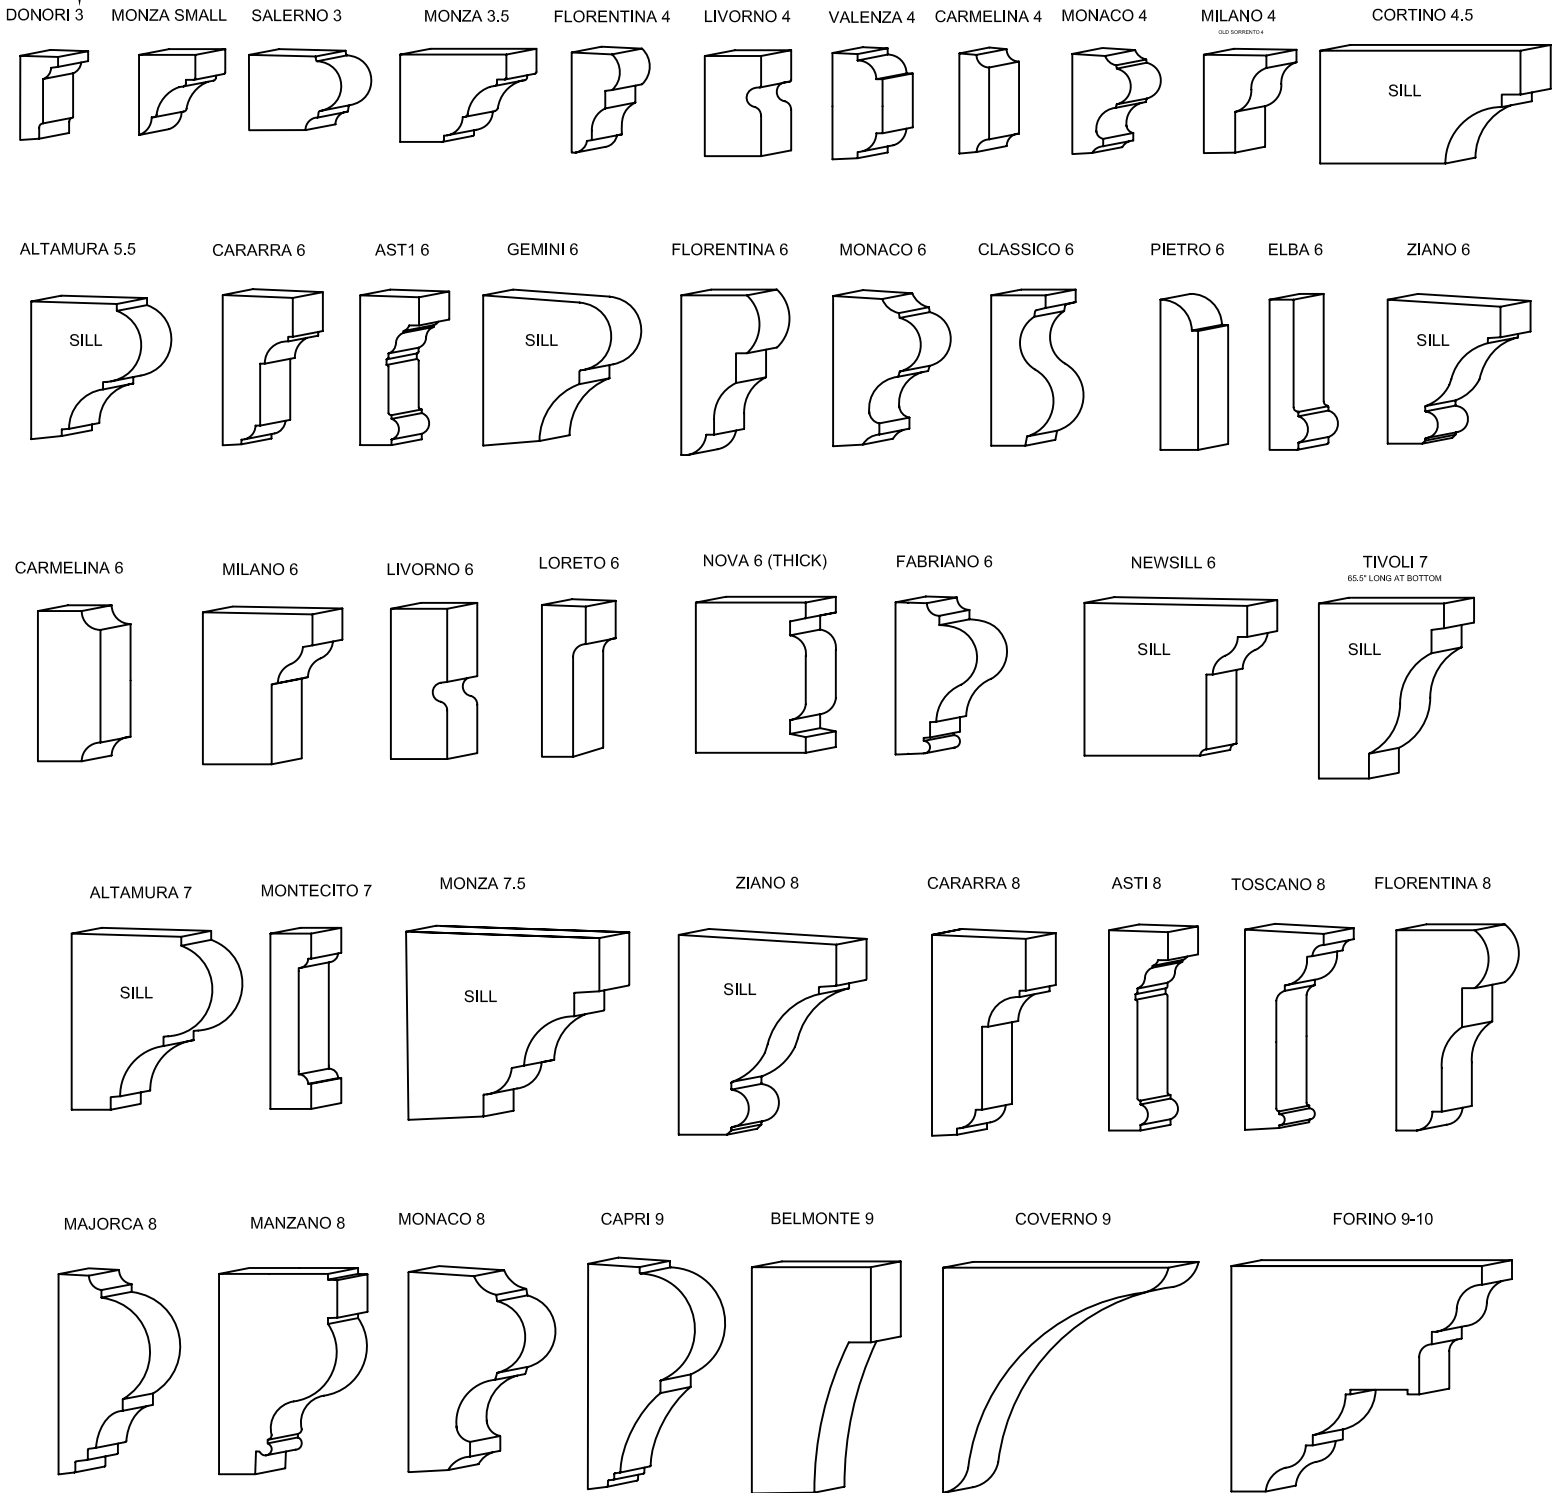 DONORI 3
MONZA SMALL
SALERNO 3
MONZA 3.5
FLORENTINA 4
LIVORNO 4
VALENZA 4
CARMELINA 4
MONACO 4
MILANO 4
OLD SORRENTO 4
CORTINO 4.5
SILL
ALTAMURA 5.5
SILL
CARARRA 6
AST1 6
GEMINI 6
SILL
FLORENTINA 6
MONACO 6
CLASSICO 6
PIETRO 6
ELBA 6
ZIANO 6
SILL
CARMELINA 6
MILANO 6
LIVORNO 6
LORETO 6
NOVA 6 (THICK)
FABRIANO 6
NEWSILL 6
SILL
TIVOLI 7
65.5" LONG AT BOTTOM
SILL
ALTAMURA 7
SILL
MONTECITO 7
MONZA 7.5
SILL
ZIANO 8
SILL
CARARRA 8
ASTI 8
TOSCANO 8
FLORENTINA 8
MAJORCA 8
MANZANO 8
MONACO 8
CAPRI 9
BELMONTE 9
COVERNO 9
FORINO 9-10